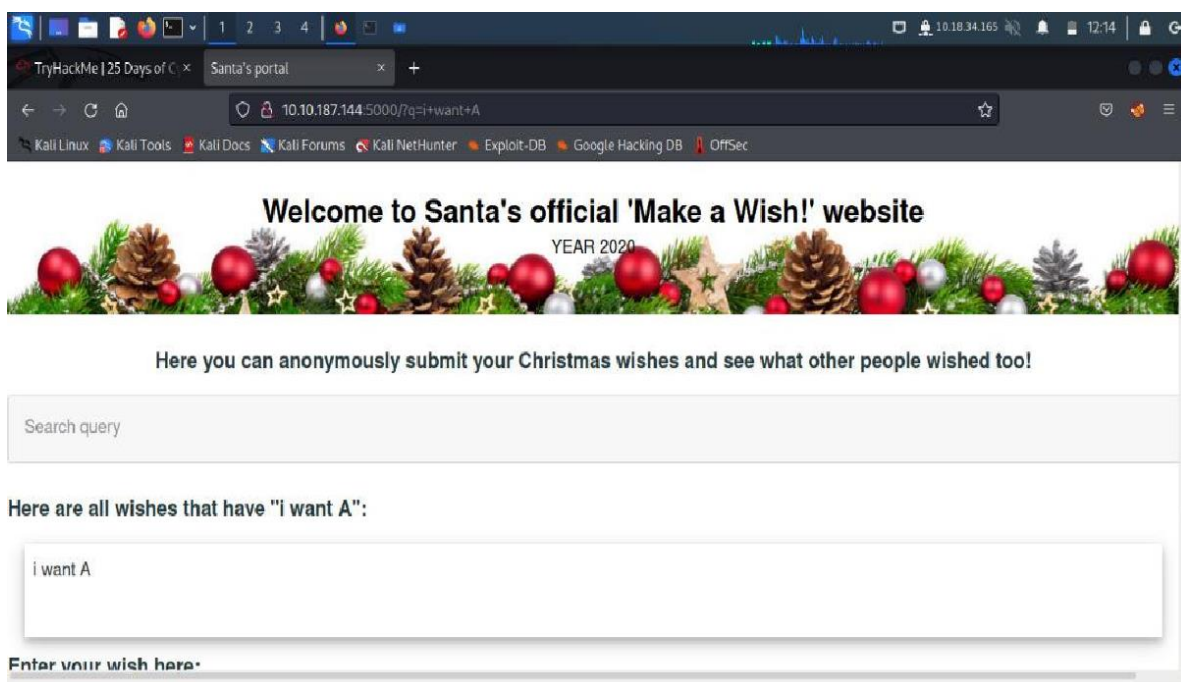 1 2 3 4 10.18.34.165 12:14
TryHackMe | 25 Days of C Santa's portal
10.10.187.144:5000/?q=i+want+A
Kali Linux Kali Tools Kali Docs Kali Forums Kali NetHunter Exploit-DB Google Hacking DB OffSec
Welcome to Santa's official 'Make a Wish!' website
YEAR 2020
Here you can anonymously submit your Christmas wishes and see what other people wished too!
Search query
Here are all wishes that have "i want A":
i want A
Enter your wish here: